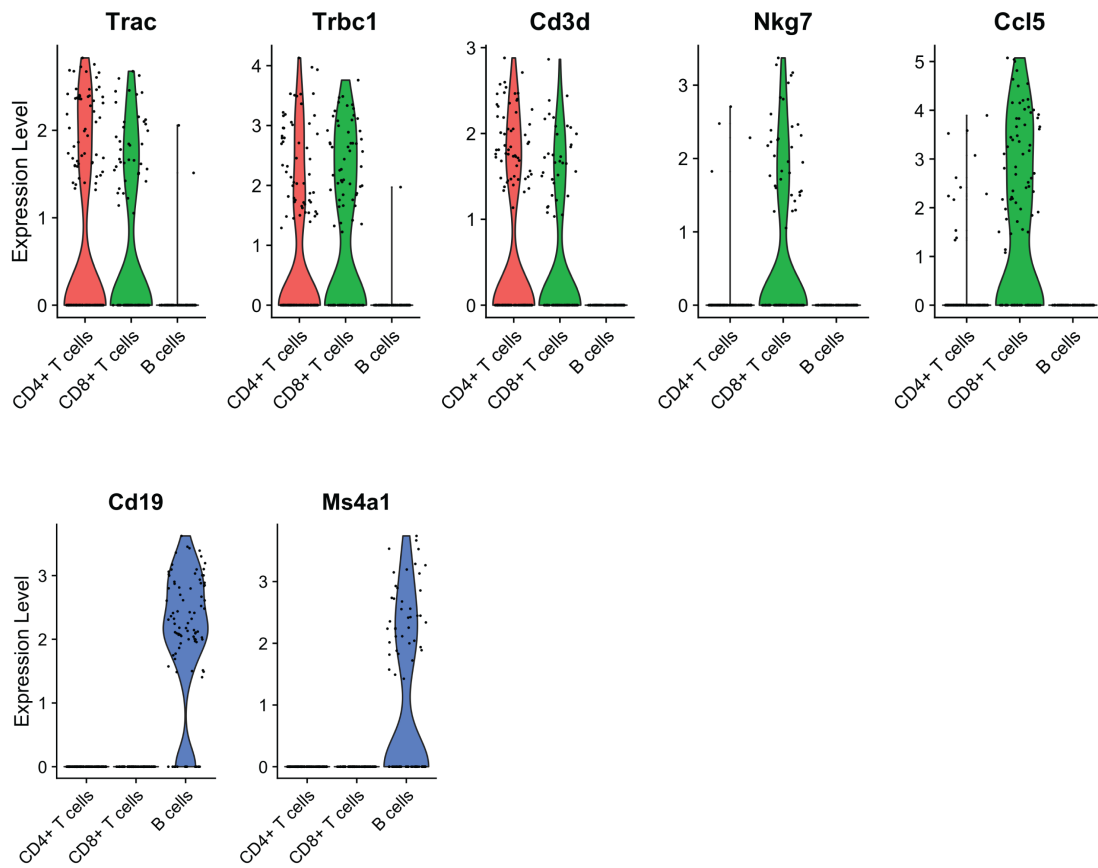 Trac
Trbc1
Cd3d
Nkg7
Ccl5
Expression Level
0
1
2
CD4+ T cells
CD8+ T cells
B cells
0
1
2
3
4
CD4+ T cells
CD8+ T cells
B cells
0
1
2
3
CD4+ T cells
CD8+ T cells
B cells
0
1
2
3
CD4+ T cells
CD8+ T cells
B cells
0
1
2
3
4
5
CD4+ T cells
CD8+ T cells
B cells
Cd19
Ms4a1
Expression Level
0
1
2
3
CD4+ T cells
CD8+ T cells
B cells
0
1
2
3
CD4+ T cells
CD8+ T cells
B cells